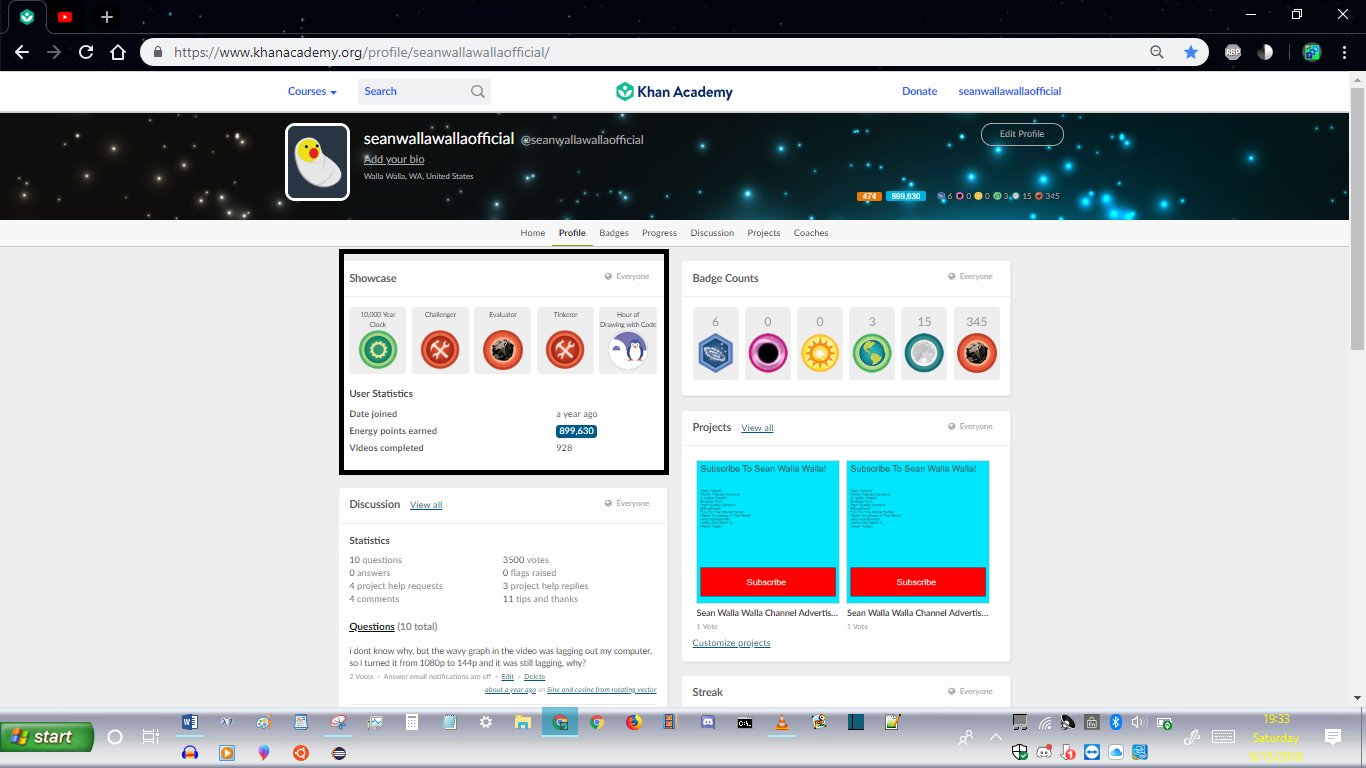 https://www.khanacademy.org/profile/seanwallawallaofficial/
ABP
Courses
Search
Khan Academy
Donate
seanwallawallaofficial
seanwallawallaofficial @seanwallawallaofficial
Add your bio
Walla Walla, WA, United States
Edit Profile
474 899,630 6 0 0 3 15 345
Home Profile Badges Progress Discussion Projects Coaches
Showcase
Everyone
10,000 Year
Clock
Challenger
Evaluator
Tinkerer
Hour of
Drawing with Code
User Statistics
Date joined a year ago
Energy points earned 899,630
Videos completed 928
Badge Counts
Everyone
6 0 0 3 15 345
Discussion View all
Everyone
Statistics
10 questions 3500 votes
0 answers 0 flags raised
4 project help requests 3 project help replies
4 comments 11 tips and thanks
Questions (10 total)
i dont know why, but the wavy graph in the video was lagging out my computer,
so i turned it from 1080p to 144p and it was still lagging, why?
2 Votes • Answer email notifications are off • Edit • Delete
about a year ago on Sine and cosine from rotating vector
Projects View all
Everyone
Subscribe To Sean Walla Walla!
Subscribe
Sean Walla Walla Channel Advertis...
1 Vote
Subscribe To Sean Walla Walla!
Subscribe
Sean Walla Walla Channel Advertis...
1 Vote
Customize projects
Streak
Everyone
start
19:33
Saturday
9/15/2018